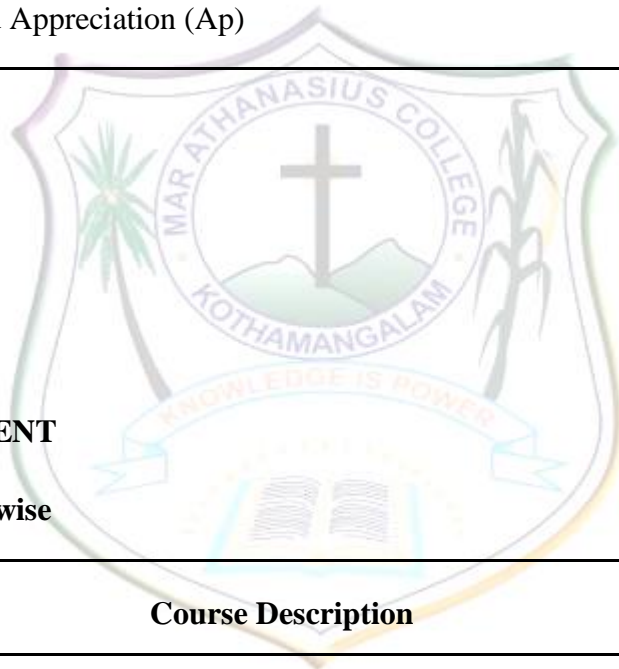 Appreciation (Ap)
MAR ATHANASIUS COLLEGE
KOTHAMANGALAM
KNOWLEDGE IS POWER
ENT
wise
Course Description